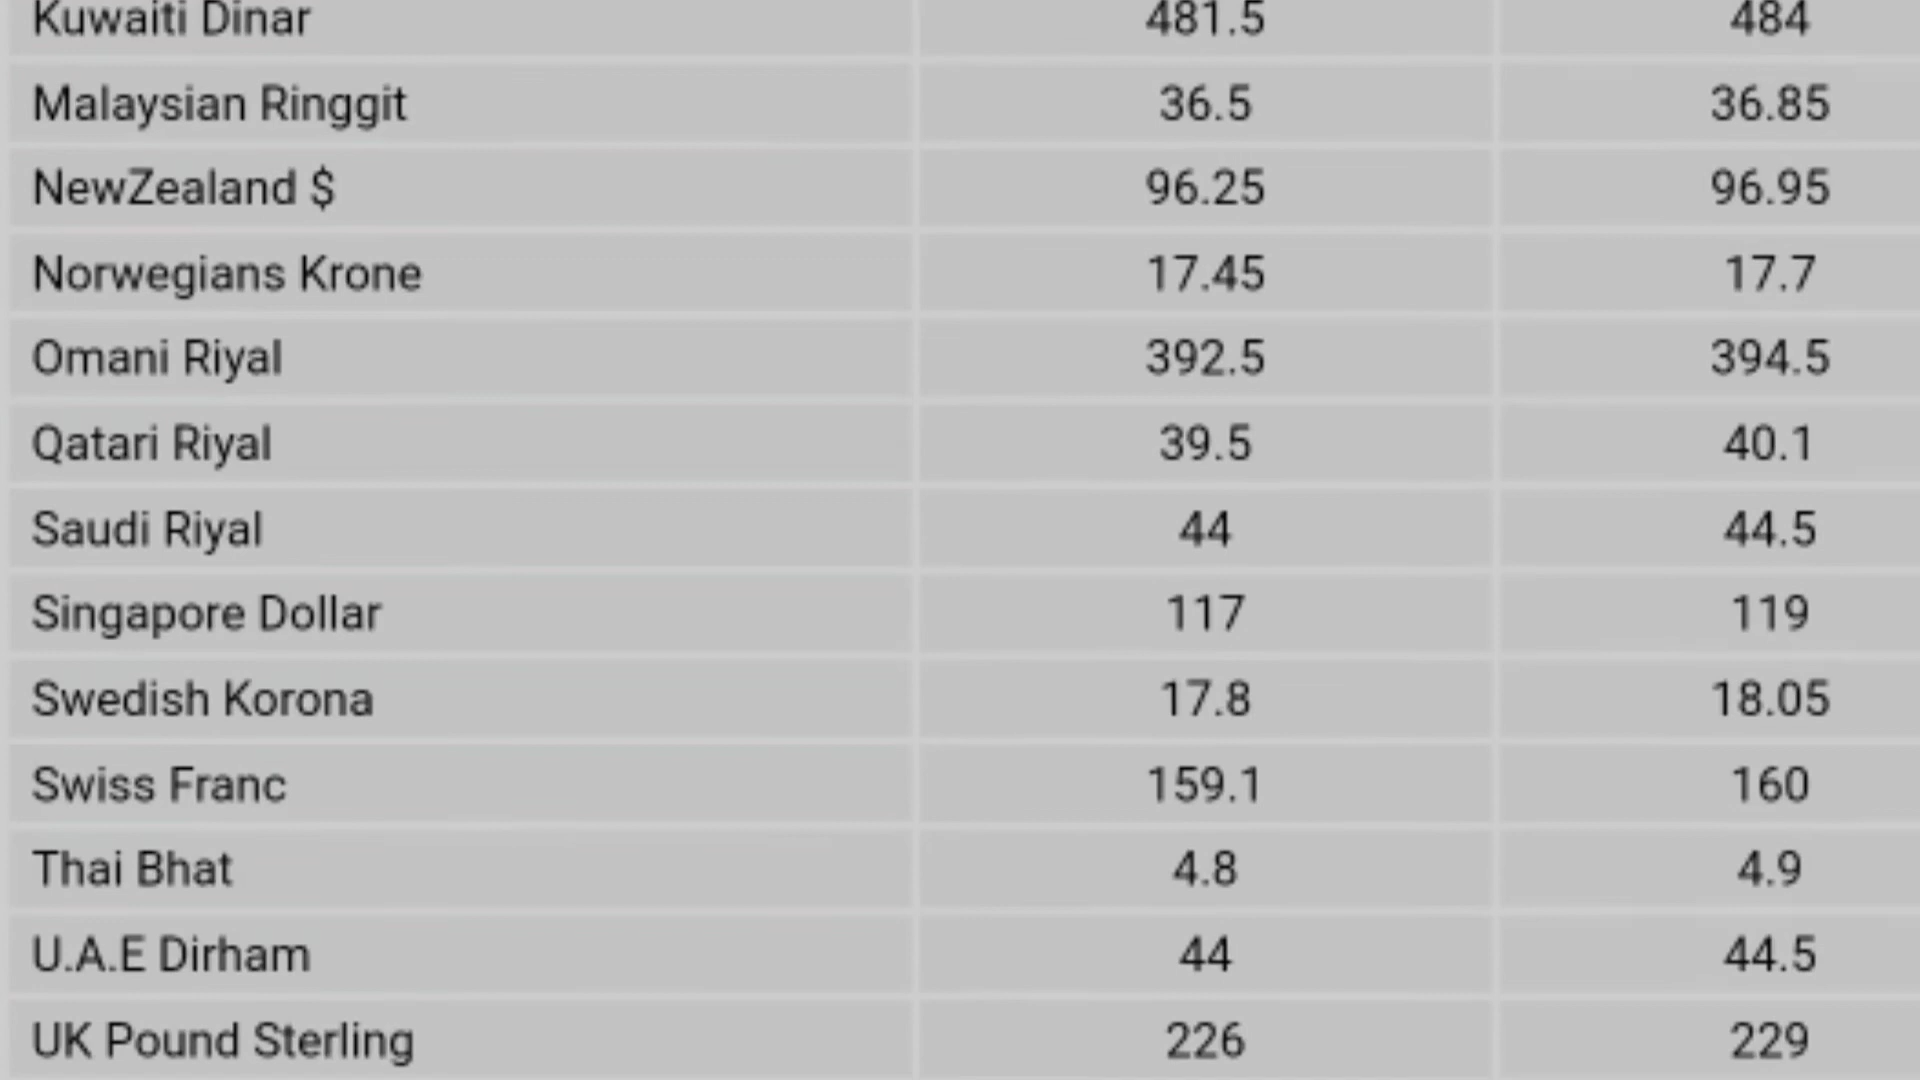 Kuwaiti Dinar 481.5 484
Malaysian Ringgit 36.5 36.85
NewZealand $ 96.25 96.95
Norwegians Krone 17.45 17.7
Omani Riyal 392.5 394.5
Qatari Riyal 39.5 40.1
Saudi Riyal 44 44.5
Singapore Dollar 117 119
Swedish Korona 17.8 18.05
Swiss Franc 159.1 160
Thai Bhat 4.8 4.9
U.A.E Dirham 44 44.5
UK Pound Sterling 226 229